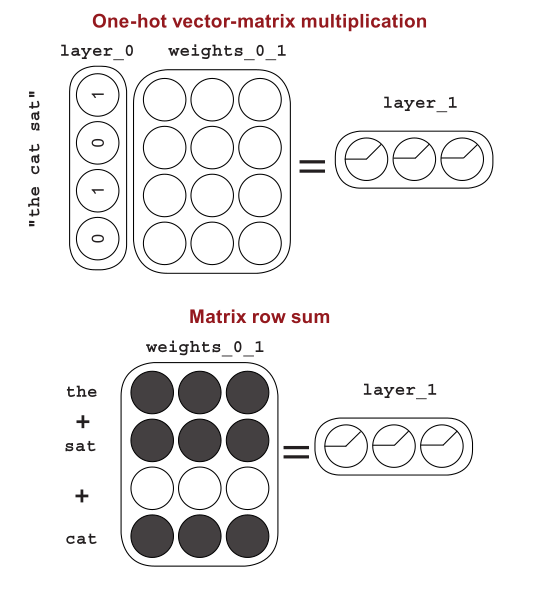 One-hot vector-matrix multiplication
layer_0 weights_0_1
layer_1
"the cat sat"
1
0
1
0
=
Matrix row sum
weights_0_1
layer_1
the
+
sat
=
+
cat